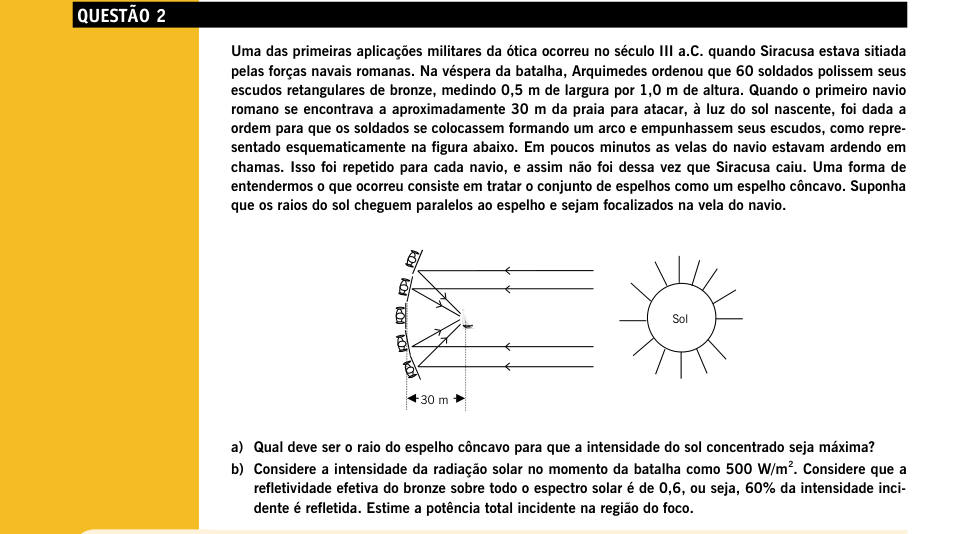 QUESTÃO 2
Uma das primeiras aplicações militares da ótica ocorreu no século III a.C. quando Siracusa estava sitiada
pelas forças navais romanas. Na véspera da batalha, Arquimedes ordenou que 60 soldados polissem seus
escudos retangulares de bronze, medindo 0,5 m de largura por 1,0 m de altura. Quando o primeiro navio
romano se encontrava a aproximadamente 30 m da praia para atacar, à luz do sol nascente, foi dada a
ordem para que os soldados se colocassem formando um arco e empunhassem seus escudos, como repre-
sentado esquematicamente na figura abaixo. Em poucos minutos as velas do navio estavam ardendo em
chamas. Isso foi repetido para cada navio, e assim não foi dessa vez que Siracusa caiu. Uma forma de
entendermos o que ocorreu consiste em tratar o conjunto de espelhos como um espelho côncavo. Suponha
que os raios do sol cheguem paralelos ao espelho e sejam focalizados na vela do navio.
Sol
30 m
a) Qual deve ser o raio do espelho côncavo para que a intensidade do sol concentrado seja máxima?
b) Considere a intensidade da radiação solar no momento da batalha como 500 W/m². Considere que a
refletividade efetiva do bronze sobre todo o espectro solar é de 0,6, ou seja, 60% da intensidade inci-
dente é refletida. Estime a potência total incidente na região do foco.